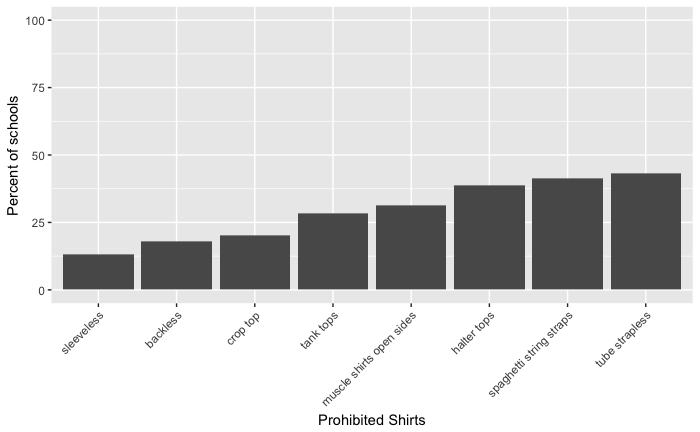 100
75
50
25
0
Percent of schools
sleeveless
backless
crop top
tank tops
muscle shirts open sides
halter tops
spaghetti string straps
tube strapless
Prohibited Shirts